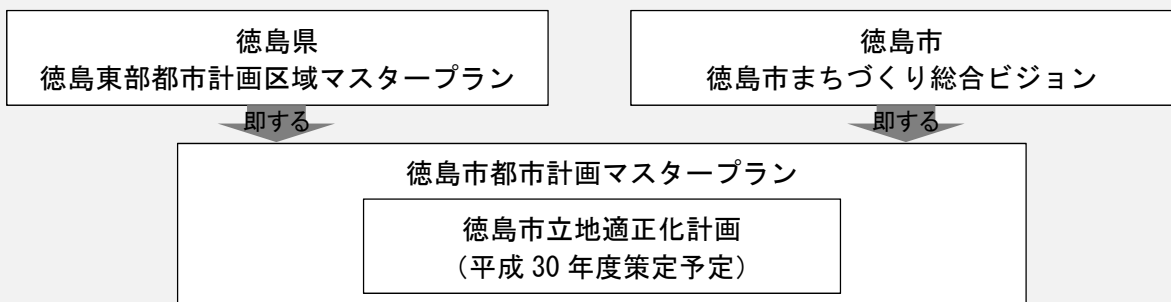 徳島県
徳島東部都市計画区域マスタープラン
徳島市
徳島市まちづくり総合ビジョン
即する
即する
徳島市都市計画マスタープラン
徳島市立地適正化計画
（平成 30 年度策定予定）